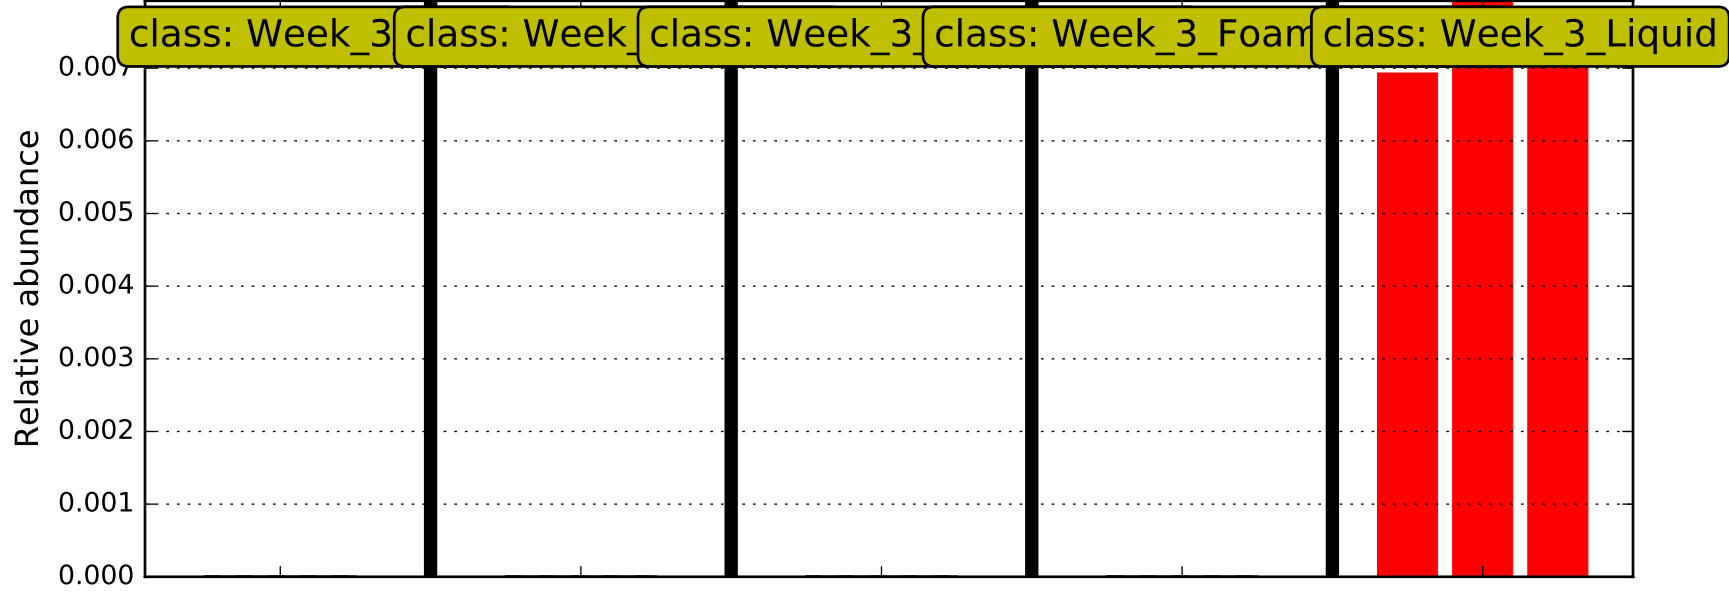 class: Week_3
class: Week_
class: Week_3_
class: Week_3_Foam
class: Week_3_Liquid
Relative abundance
0.007
0.006
0.005
0.004
0.003
0.002
0.001
0.000